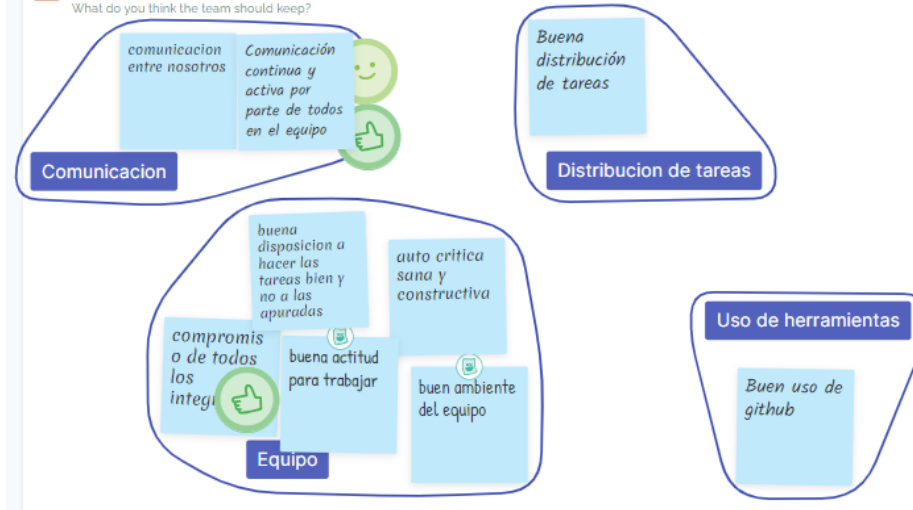 What do you think the team should keep?
comunicacion
entre nosotros
Comunicación
continua y
activa por
parte de todos
en el equipo
Comunicacion
Buena
distribución
de tareas
Distribucion de tareas
buena
disposicion a
hacer las
tareas bien y
no a las
apuradas
auto critica
sana y
constructiva
compromis
o de todos
los
buena actitud
para trabajar
buen ambiente
del equipo
Equipo
Uso de herramientas
Buen uso de
github